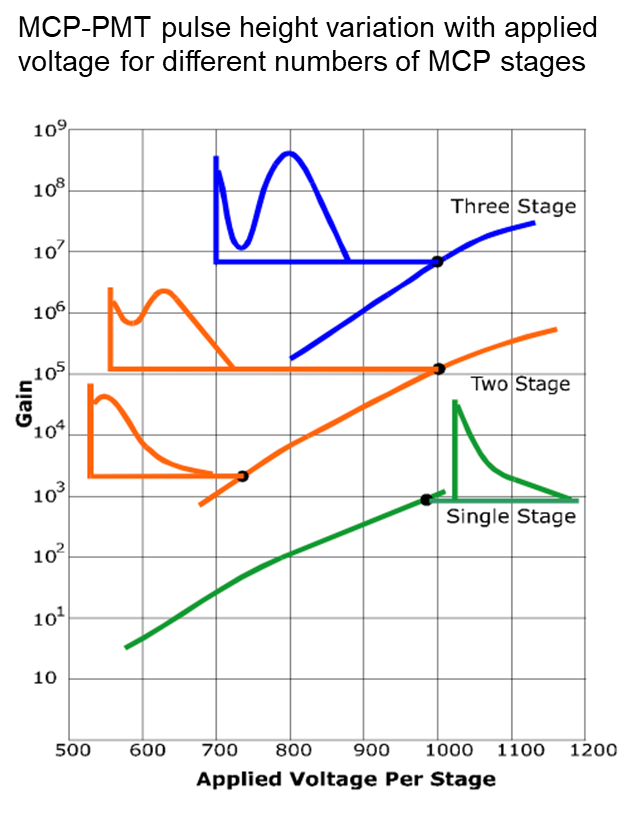 MCP-PMT pulse height variation with applied
voltage for different numbers of MCP stages
10⁹
10⁸
Three Stage
10⁷
10⁶
10⁵
Two Stage
Gain
10⁴
10³
Single Stage
10²
10¹
10
500 600 700 800 900 1000 1100 1200
Applied Voltage Per Stage